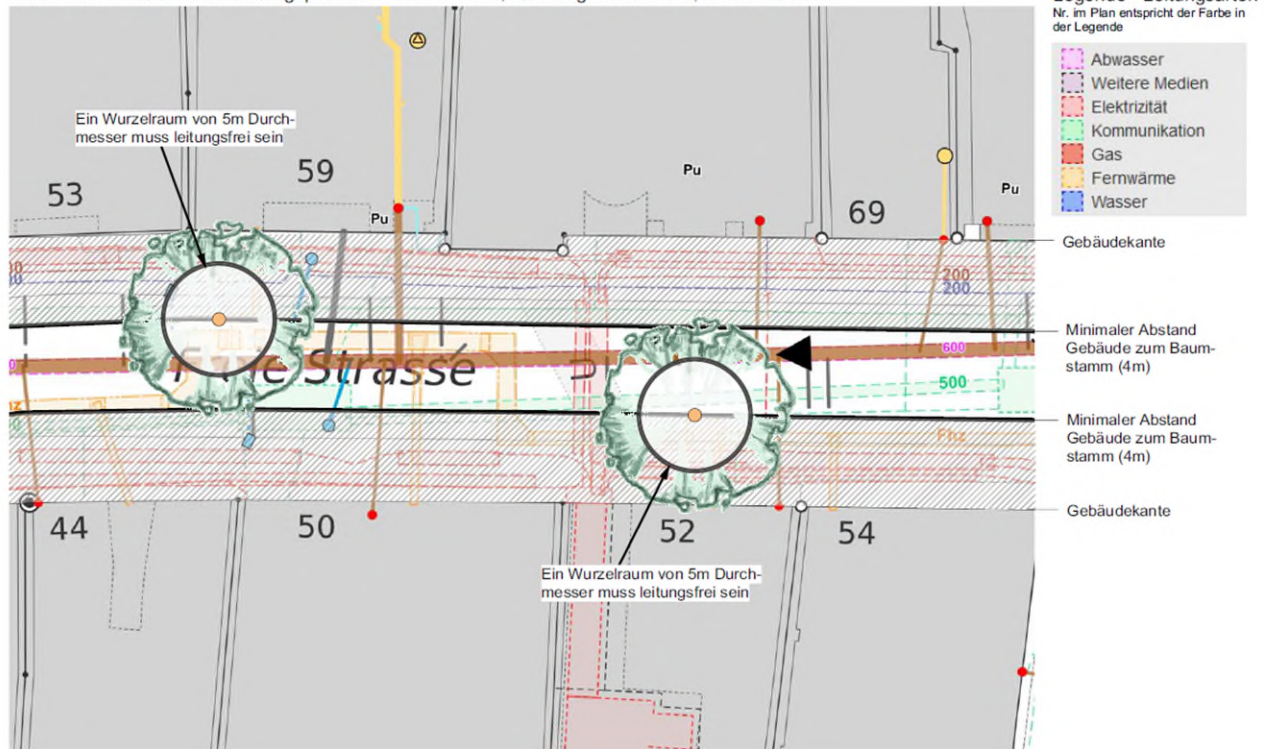 Legende - Leitungsarten
Nr. im Plan entspricht der Farbe in
der Legende
Abwasser
Weitere Medien
Elektrizität
Kommunikation
Gas
Fernwärme
Wasser
Ein Wurzelraum von 5m Durch-
messer muss leitungsfrei sein
53
59
Pu
Pu
69
Pu
Gebäudekante
200
200
Minimaler Abstand
Gebäude zum Baum-
stamm (4m)
600
Strasse
500
Minimaler Abstand
Gebäude zum Baum-
stamm (4m)
Fhz
Gebäudekante
44
50
52
54
Ein Wurzelraum von 5m Durch-
messer muss leitungsfrei sein